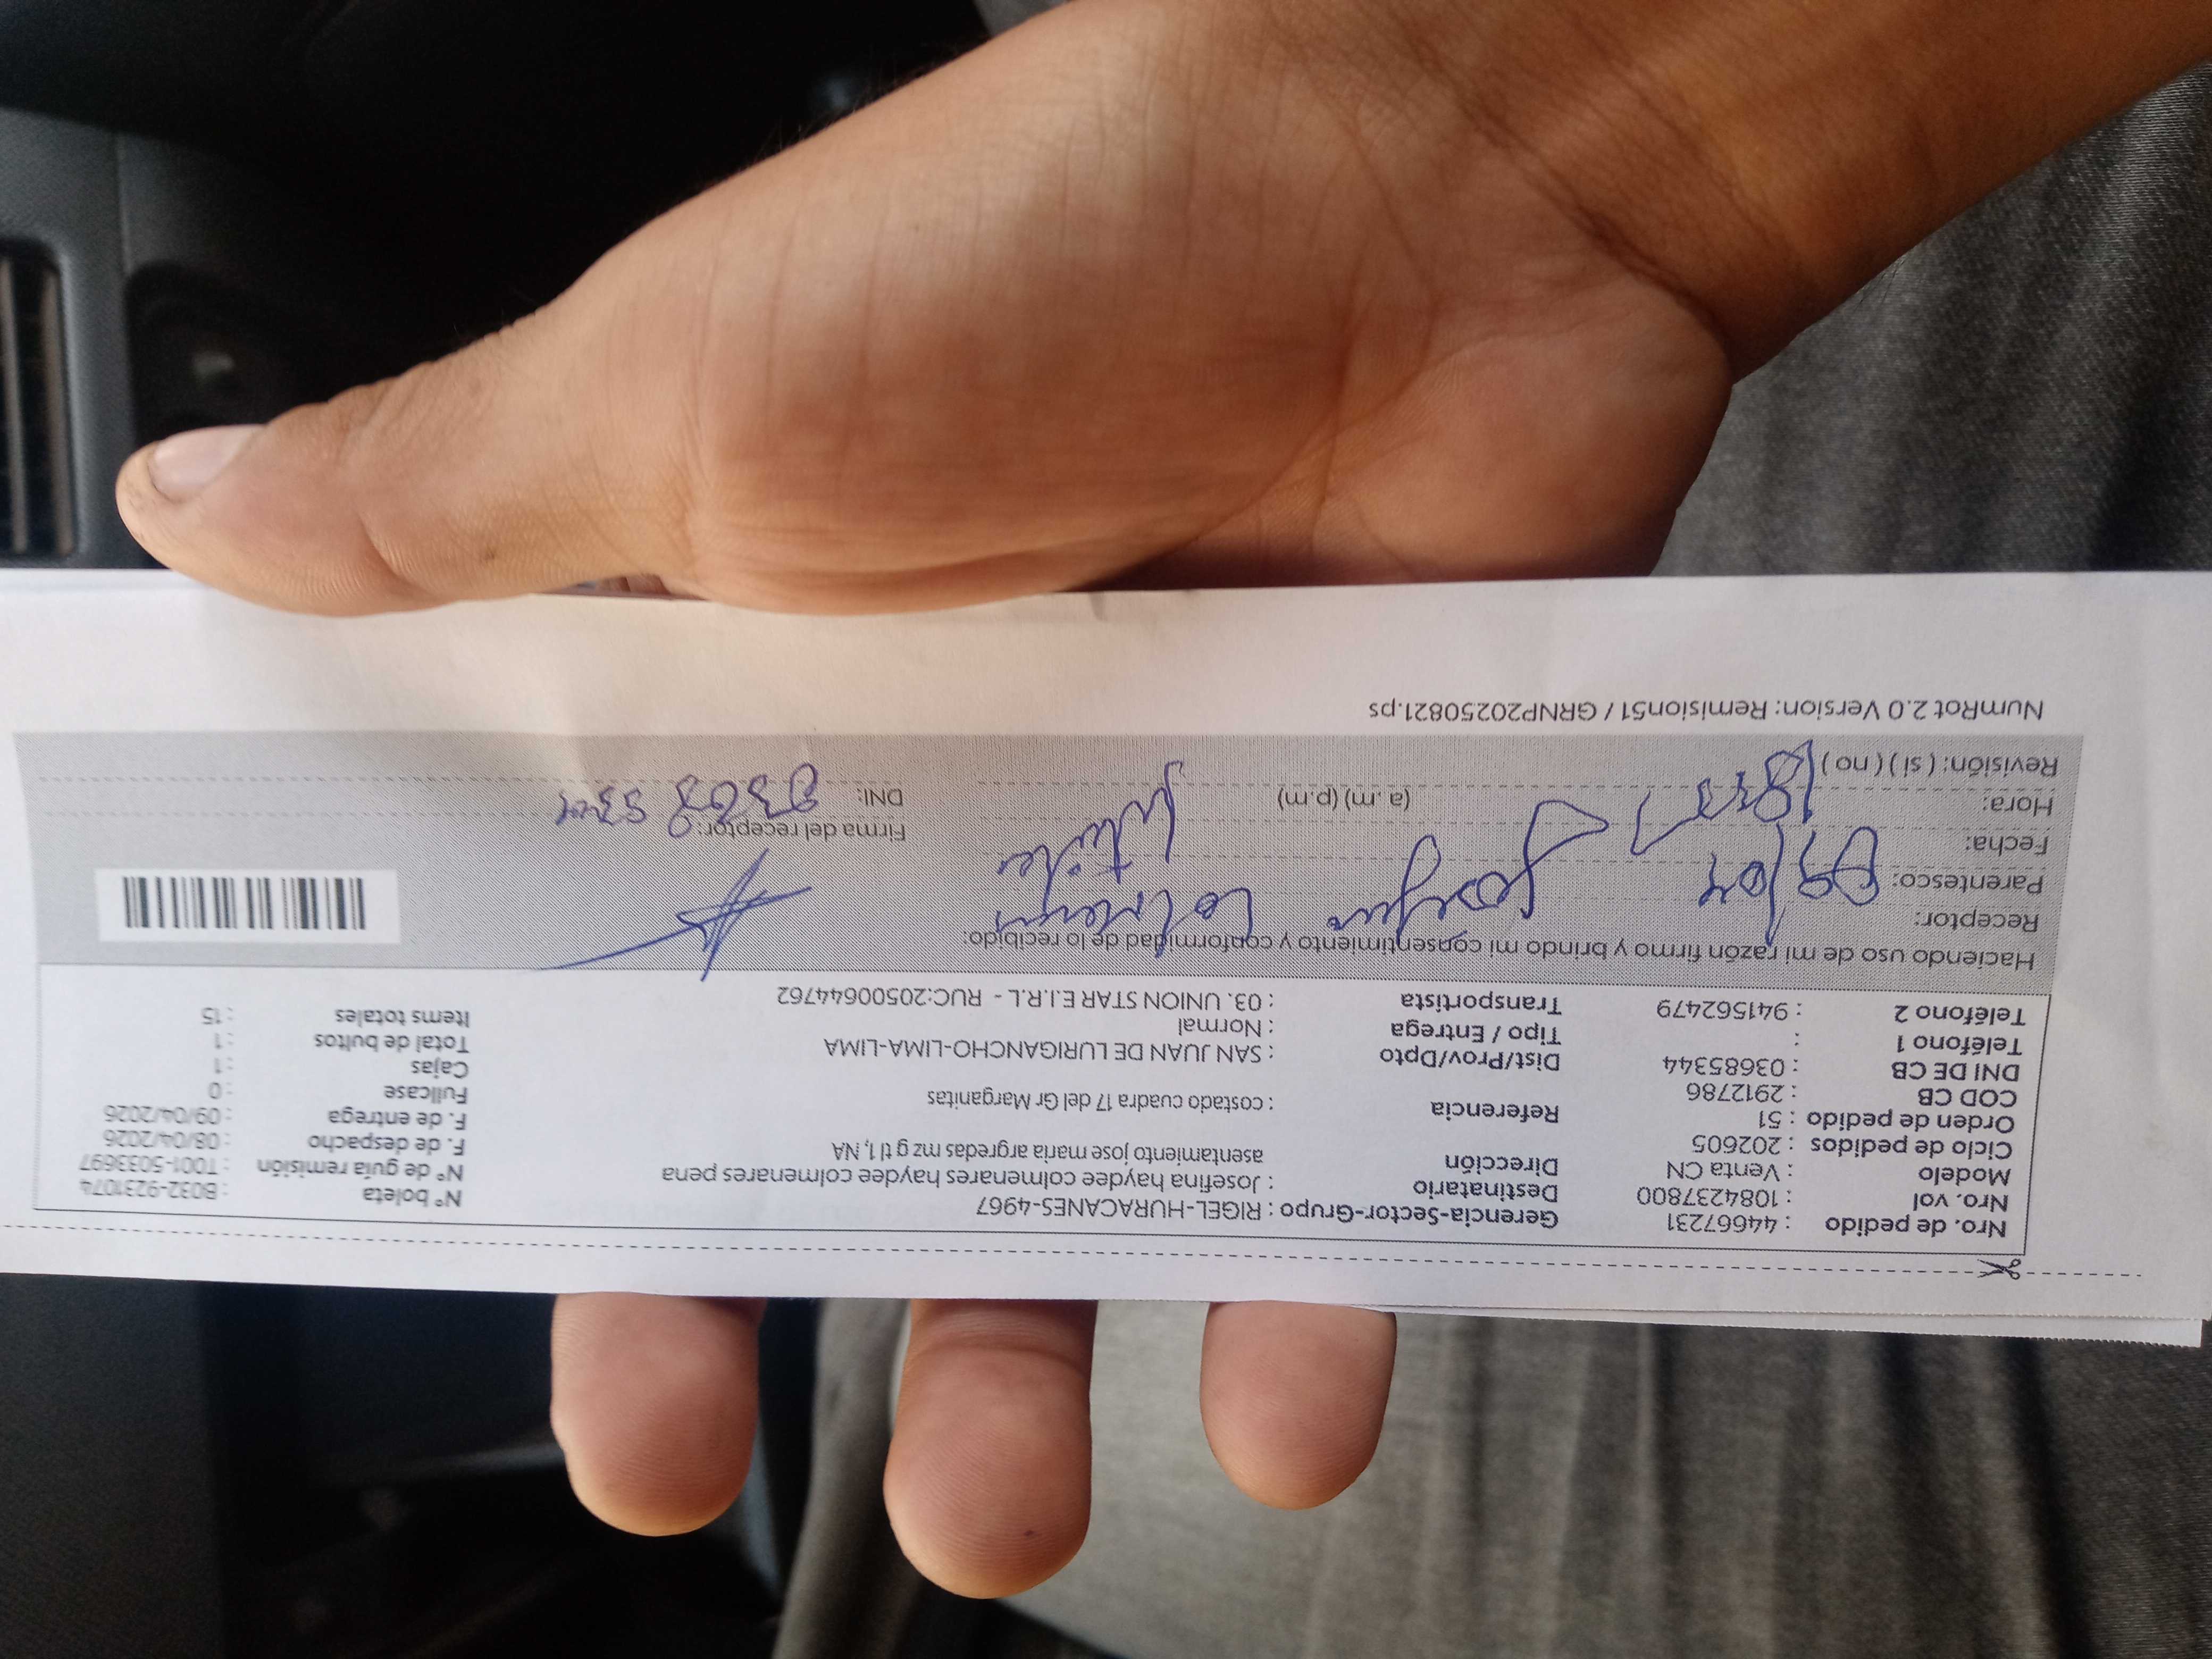 Nro. de pedido : 44667231 Gerencia-Sector-Grupo : RIGEL-HURACANES-4967
Nro. vol : 1084237800 Destinatario : Josefina haydee colmenares haydee colmenares pena N° boleta : B032-9231074
Modelo : Venta CN Dirección asentamiento jose maria argredas mz g tl 1, NA N° de guía remisión : T001-5033697
Ciclo de pedidos : 202605 F. de despacho : 08/04/2026
Orden de pedido : 51 Referencia : costado cuadra 17 del Gr Marganitas F. de entrega : 09/04/2026
COD CB : 2912786 Fullcase : 0
DNI DE CB : 03685344 Dist/Prov/Dpto : SAN JUAN DE LURIGANCHO-LIMA-LIMA Cajas : 1
Teléfono 1 : Tipo / Entrega : Normal Total de bultos : 1
Teléfono 2 : 941562479 Transportista : 03. UNION STAR E.I.R.L - RUC:20500644762 Items totales : 15
Haciendo uso de mi razón firmo y brindo mi consentimiento y conformidad de lo recibido:
Receptor:
Parentesco: 09/04
Fecha: Firma del receptor:
Hora: (a. m) (p.m) DNI:
Revisión: ( si ) ( no )
NumRot 2.0 Version: Remision51 / GRNP20250821.ps